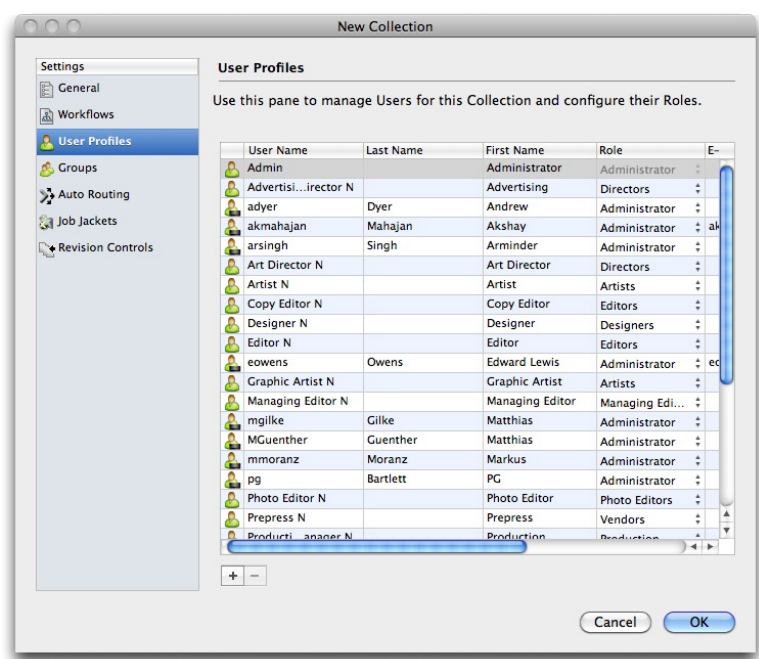 New Collection
Settings
General
Workflows
User Profiles
Groups
Auto Routing
Job Jackets
Revision Controls
User Profiles
Use this pane to manage Users for this Collection and configure their Roles.
User Name Last Name First Name Role E-
Admin Administrator Administrator
Advertisi...irector N Advertising Directors
adyer Dyer Andrew Administrator
akmahajan Mahajan Akshay Administrator ak
arsingh Singh Arminder Administrator
Art Director N Art Director Directors
Artist N Artist Artists
Copy Editor N Copy Editor Editors
Designer N Designer Designers
Editor N Editor Editors
eowens Owens Edward Lewis Administrator eo
Graphic Artist N Graphic Artist Artists
Managing Editor N Managing Editor Managing Edi...
mgilke Gilke Matthias Administrator
MGuenther Guenther Matthias Administrator
mmoranz Moranz Markus Administrator
pg Bartlett PG Administrator
Photo Editor N Photo Editor Photo Editors
Prepress N Prepress Vendors
Producti...anager N Production Production
+ −
Cancel OK